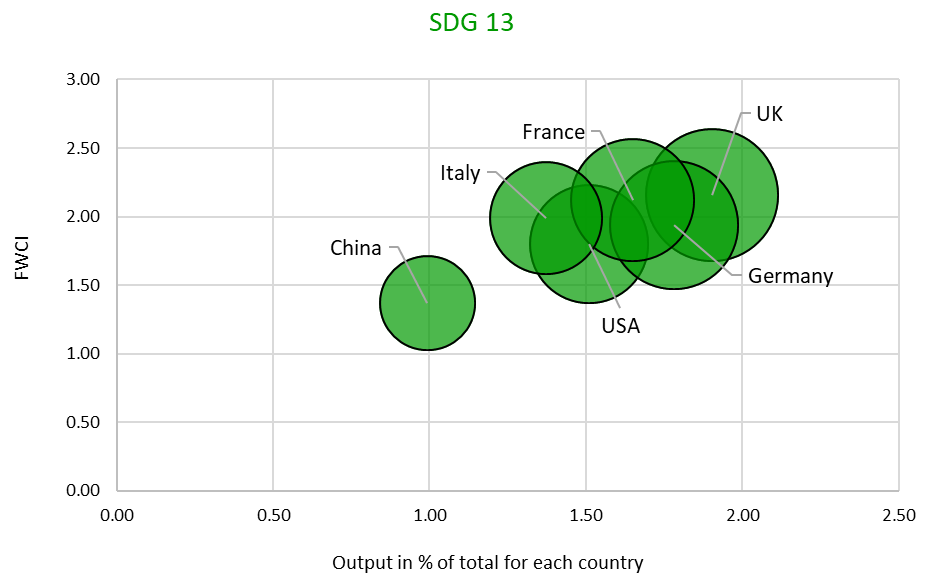 SDG 13
3.00
2.50
2.00
1.50
1.00
0.50
0.00
FWCI
UK
France
Italy
China
Germany
USA
0.00 0.50 1.00 1.50 2.00 2.50
Output in % of total for each country